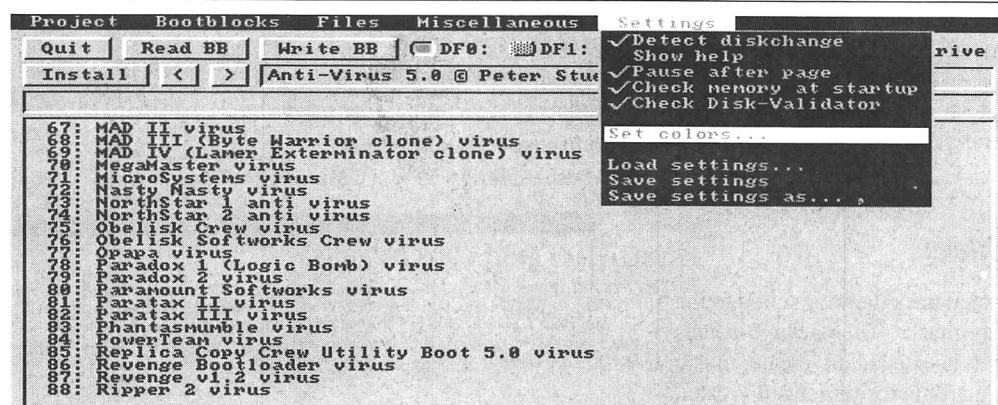 Project Bootblocks Files Miscellaneous Settings
Quit Read BB Write BB DF0: DF1: rive
Install < > Anti-Virus 5.0 © Peter Stue
✓Detect diskchange
Show help
✓Pause after page
✓Check memory at startup
✓Check Disk-Validator
Set colors...
Load settings...
Save settings
Save settings as...
67: MAD II virus
68: MAD III (Byte Warrior clone) virus
69: MAD IV (Lamer Exterminator clone) virus
70: MegaMaster virus
71: MicroSystems virus
72: Nasty Nasty virus
73: NorthStar 1 anti virus
74: NorthStar 2 anti virus
75: Obelisk Crew virus
76: Obelisk Softworks Crew virus
77: Opapa virus
78: Paradox 1 (Logic Bomb) virus
79: Paradox 2 virus
80: Paramount Softworks virus
81: Paratax II virus
82: Paratax III virus
83: Phantasmumble virus
84: PowerTeam virus
85: Replica Copy Crew Utility Boot 5.0 virus
86: Revenge Bootloader virus
87: Revenge v1.2 virus
88: Ripper 2 virus